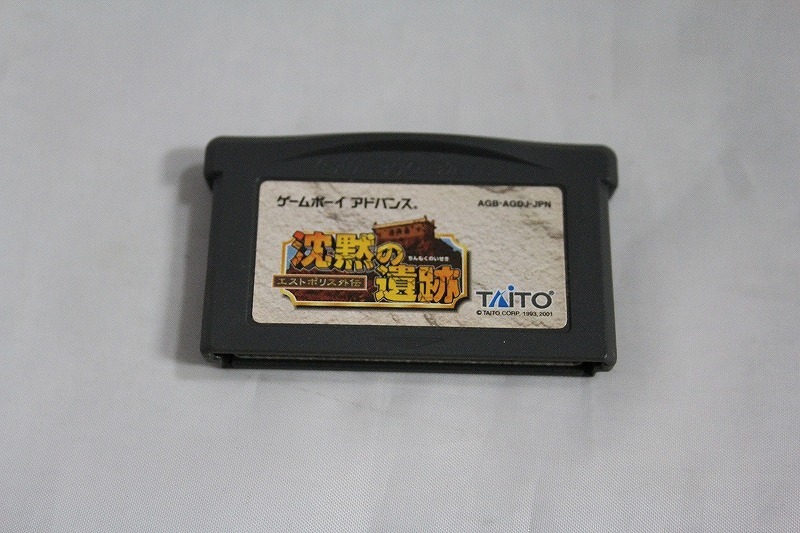 ゲームボーイ アドバンス®
AGB-AGDJ-JPN
沈黙の遺跡
ちんもくのいせき
エストポリス外伝
TAITO®
© TAITO CORP. 1993, 2001